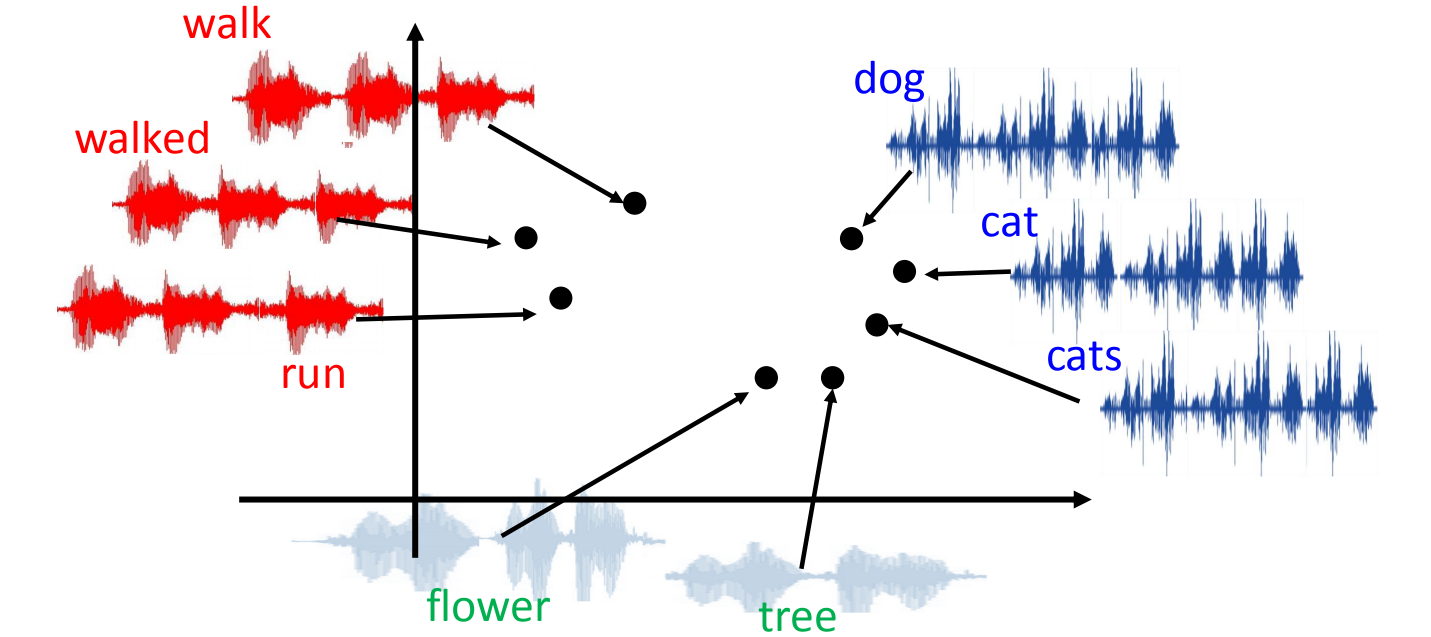 walk
walked
run
dog
cat
cats
flower
tree